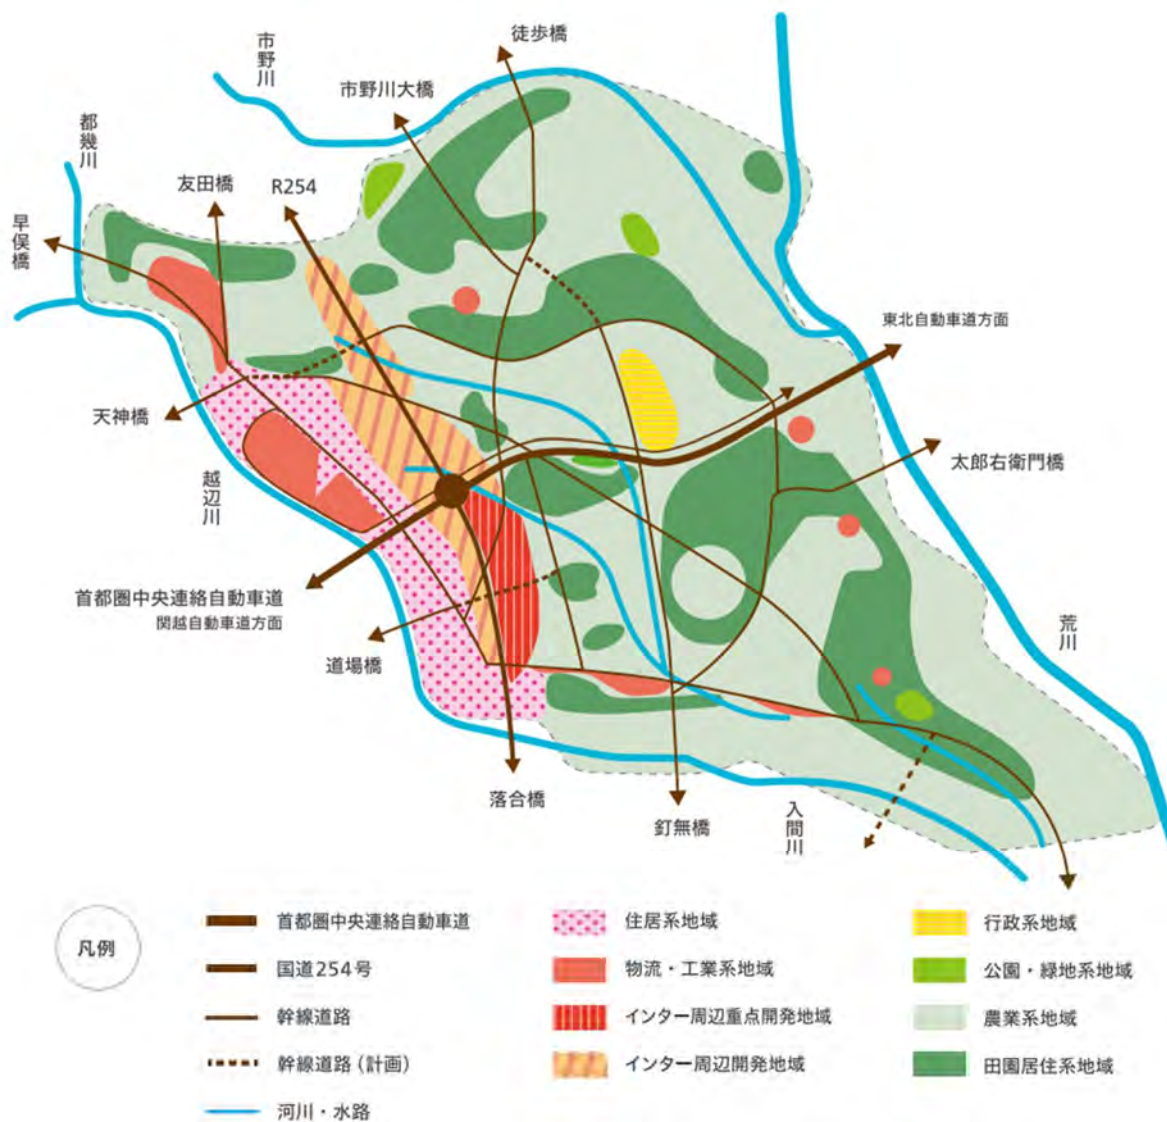 徒歩橋
市野川
市野川大橋
都幾川
友田橋
R254
早俣橋
東北自動車道方面
天神橋
太郎右衛門橋
越辺川
首都圏中央連絡自動車道
関越自動車道方面
荒川
道場橋
落合橋
釘無橋
入間川
凡例
首都圏中央連絡自動車道
国道254号
幹線道路
幹線道路(計画)
河川・水路
住居系地域
物流・工業系地域
インター周辺重点開発地域
インター周辺開発地域
行政系地域
公園・緑地系地域
農業系地域
田園居住系地域